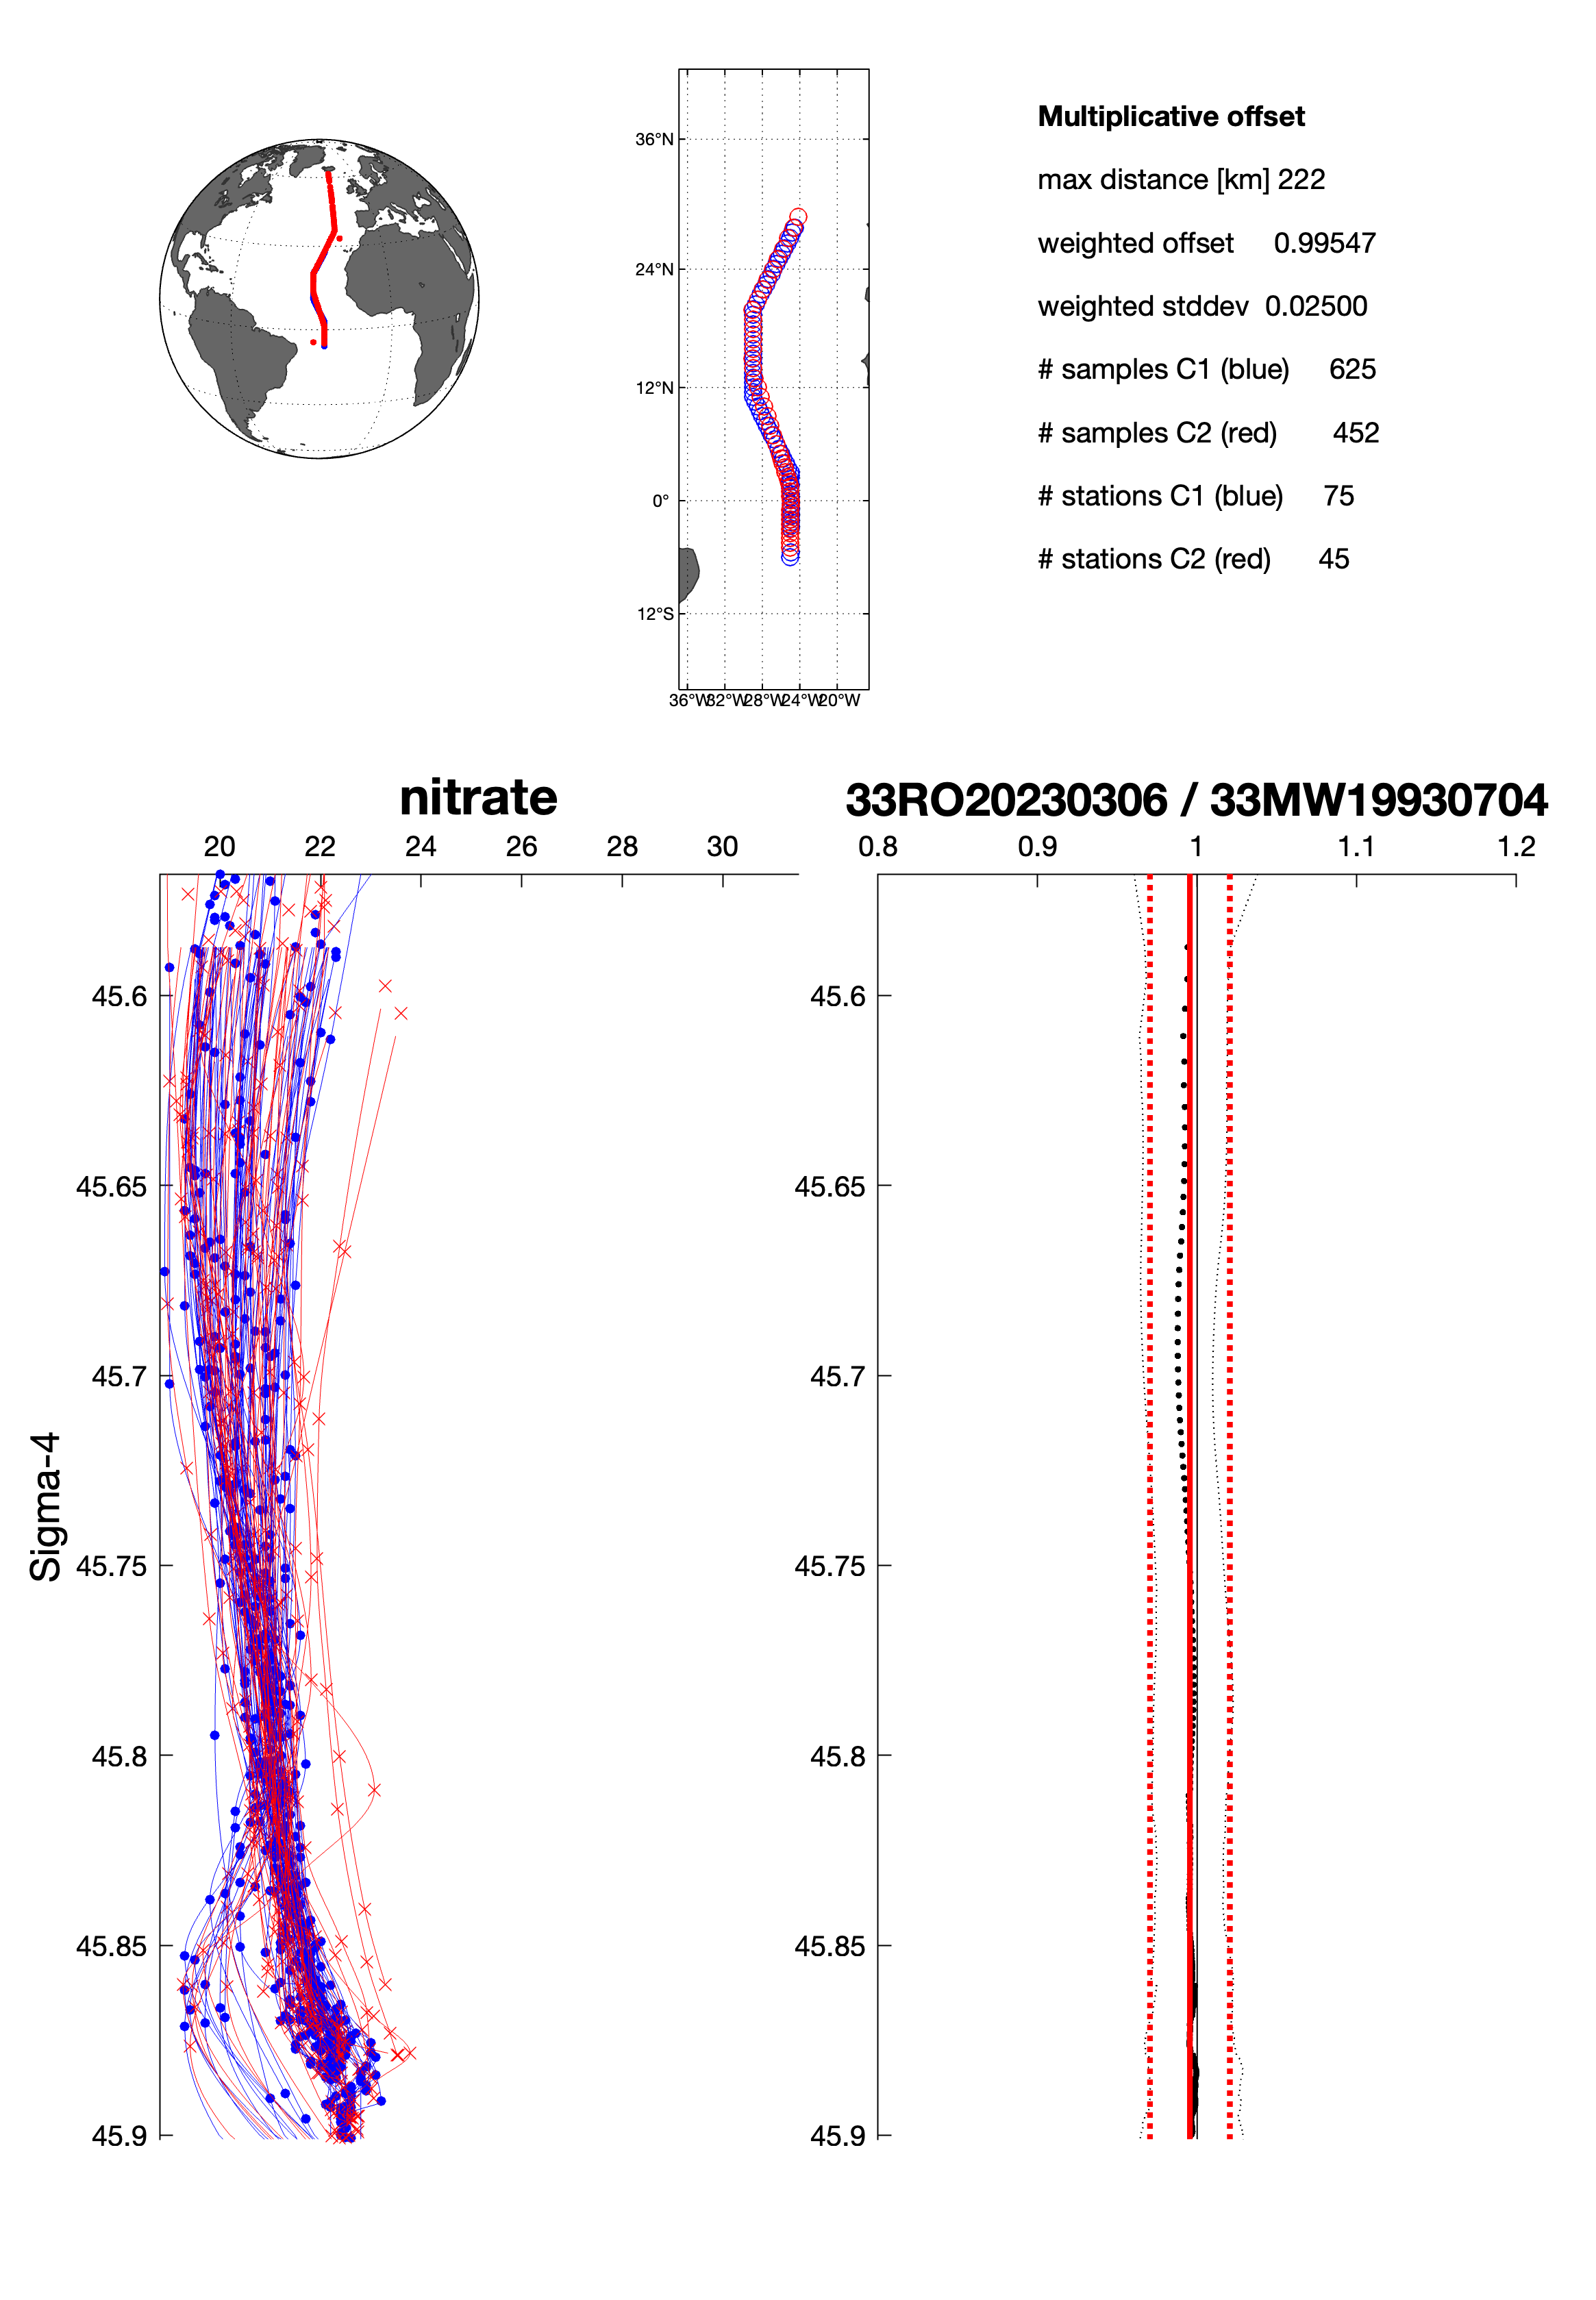 Multiplicative offset
max distance [km] 222
weighted offset 0.99547
weighted stddev 0.02500
# samples C1 (blue) 625
# samples C2 (red) 452
# stations C1 (blue) 75
# stations C2 (red) 45
36°N
24°N
12°N
0°
12°S
36°W 32°W 28°W 24°W 20°W
nitrate
20 22 24 26 28 30
Sigma-4
45.6
45.65
45.7
45.75
45.8
45.85
45.9
33RO20230306 / 33MW19930704
0.8 0.9 1 1.1 1.2
45.6
45.65
45.7
45.75
45.8
45.85
45.9